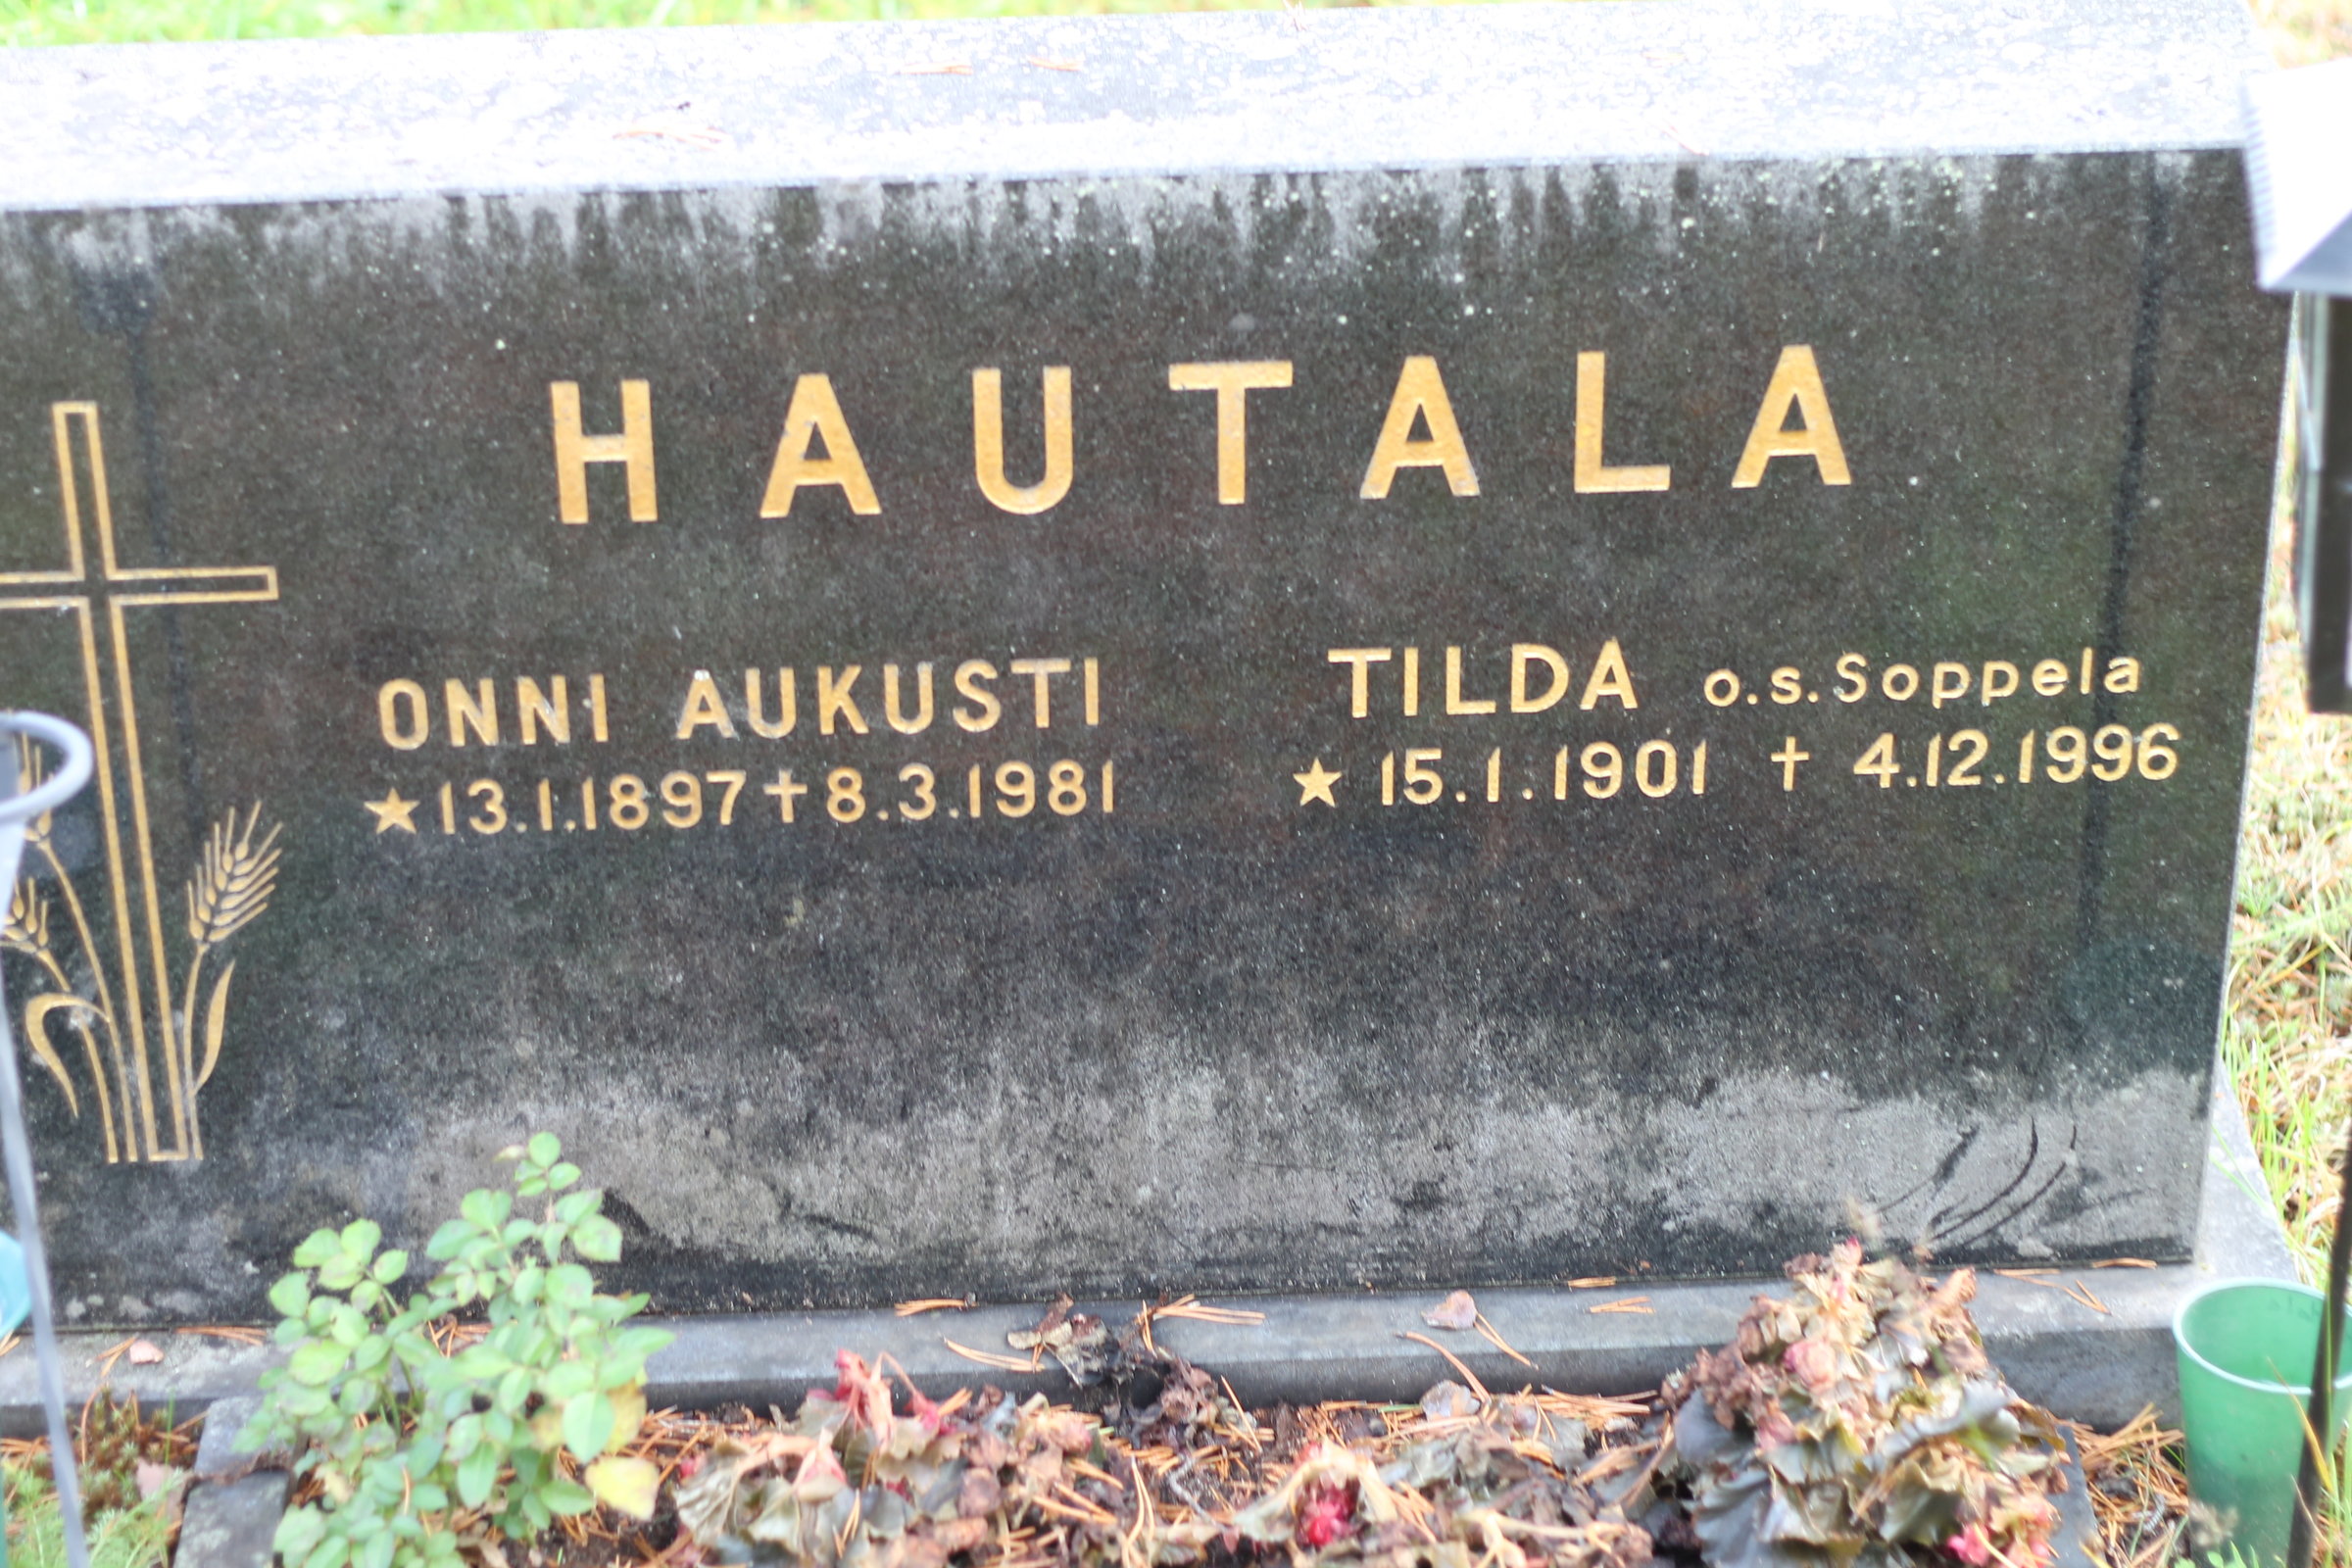 HAUTALA
ONNI AUKUSTI
★13.1.1897✝8.3.1981
TILDA o.s.Soppela
★ 15.1.1901 ✝ 4.12.1996